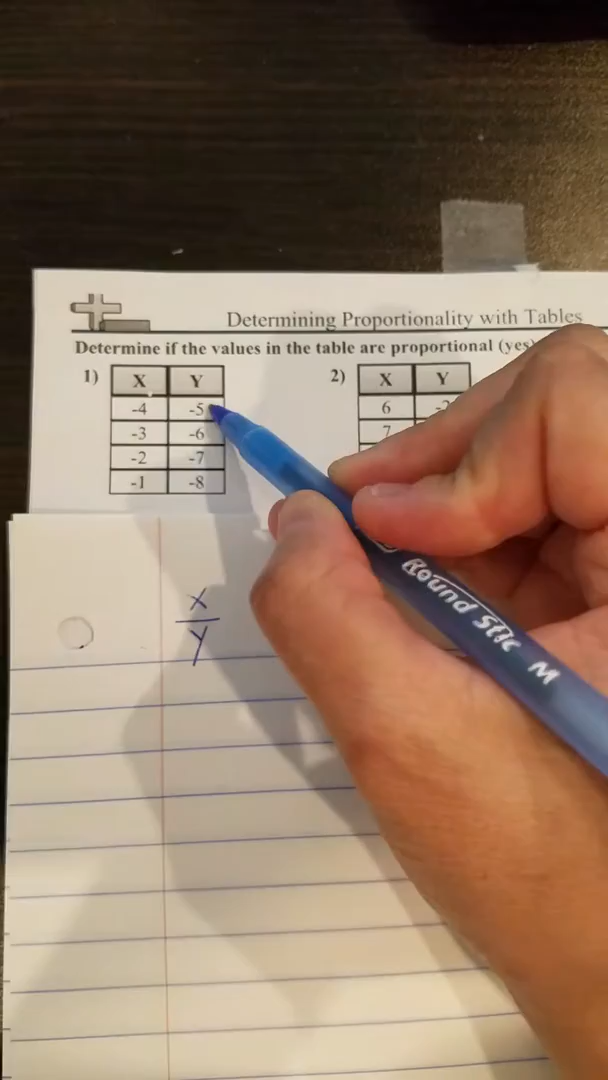 Determining Proportionality with Tables
Determine if the values in the table are proportional (yes
1) X Y
-4 -5
-3 -6
-2 -7
-1 -8
2) X Y
6
7
X
Y
Round Stic M